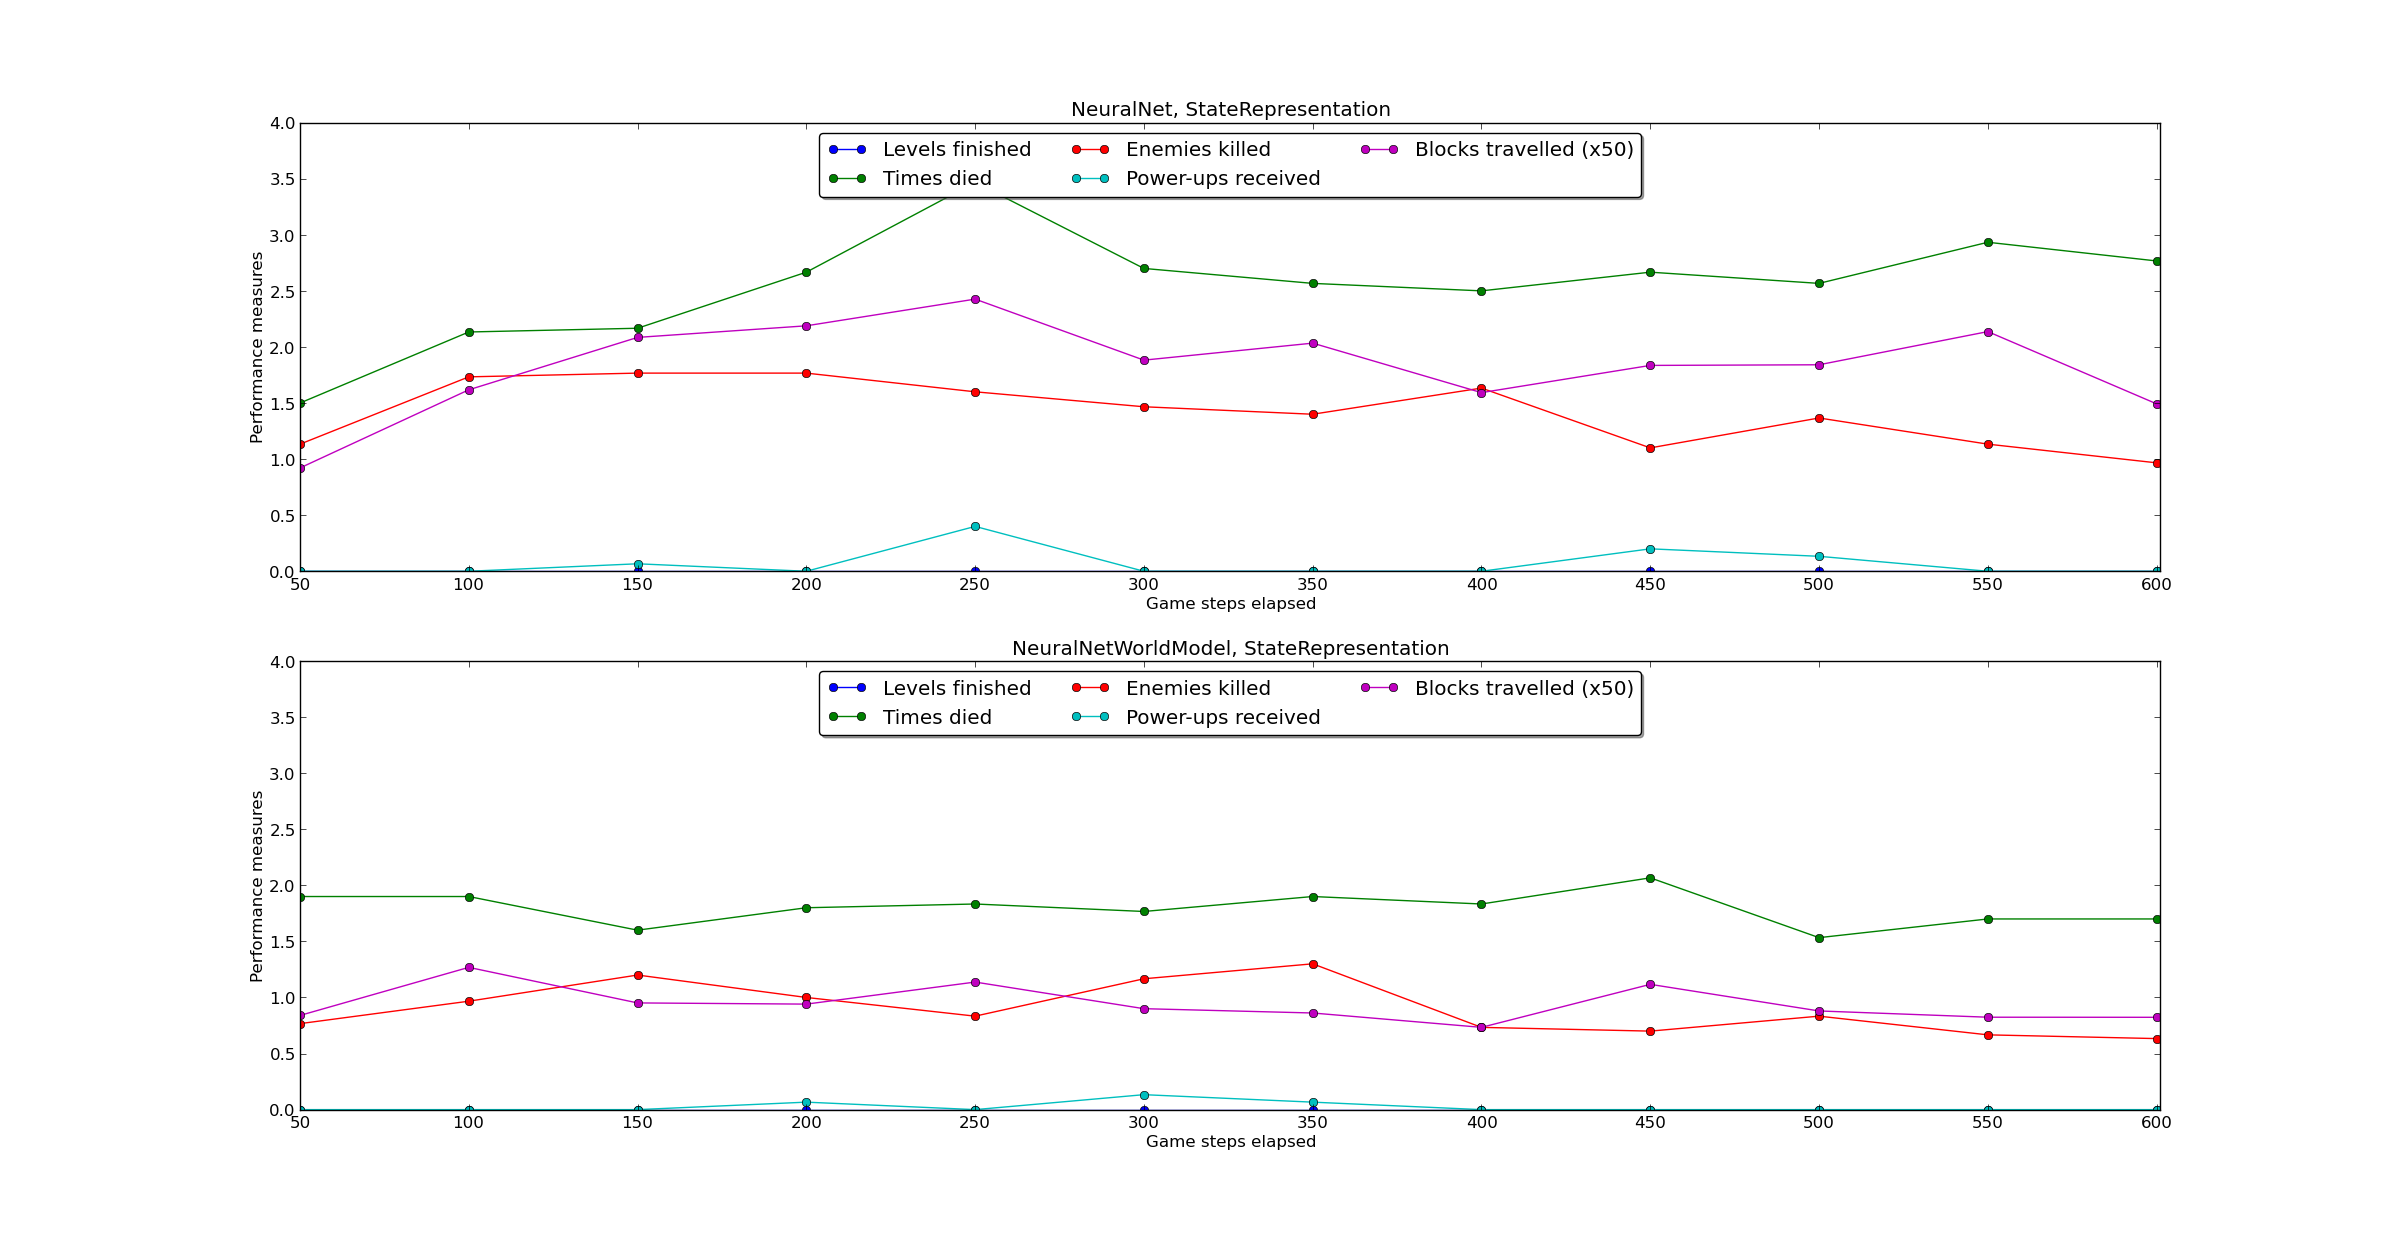 NeuralNet, StateRepresentation
4.0
3.5
3.0
2.5
2.0
1.5
1.0
0.5
0.0
Performance measures
Levels finished
Times died
Enemies killed
Power-ups received
Blocks travelled (x50)
50 100 150 200 250 300 350 400 450 500 550 600
Game steps elapsed
NeuralNetWorldModel, StateRepresentation
4.0
3.5
3.0
2.5
2.0
1.5
1.0
0.5
0.0
Performance measures
Levels finished
Times died
Enemies killed
Power-ups received
Blocks travelled (x50)
50 100 150 200 250 300 350 400 450 500 550 600
Game steps elapsed